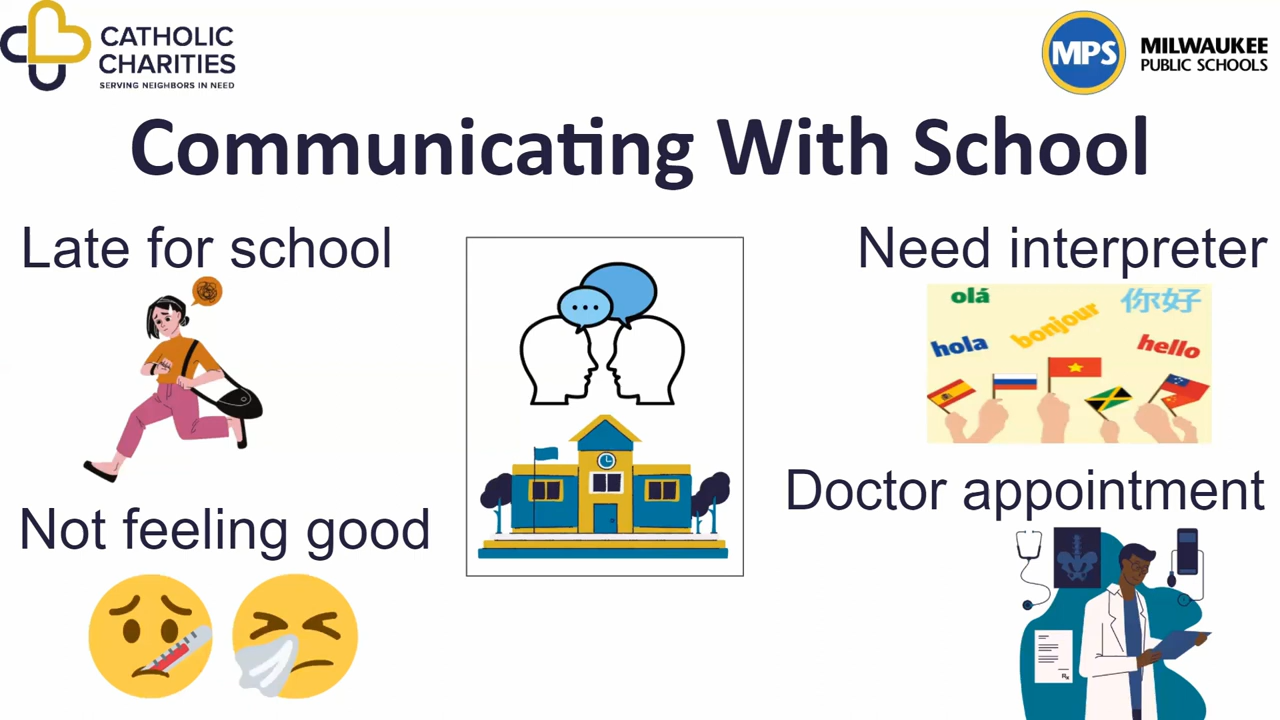 CATHOLIC
CHARITIES
SERVING NEIGHBORS IN NEED
MPS
MILWAUKEE
PUBLIC SCHOOLS
Communicating With School
Late for school
Need interpreter
olá
你好
bonjour
hola
hello
Not feeling good
Doctor appointment